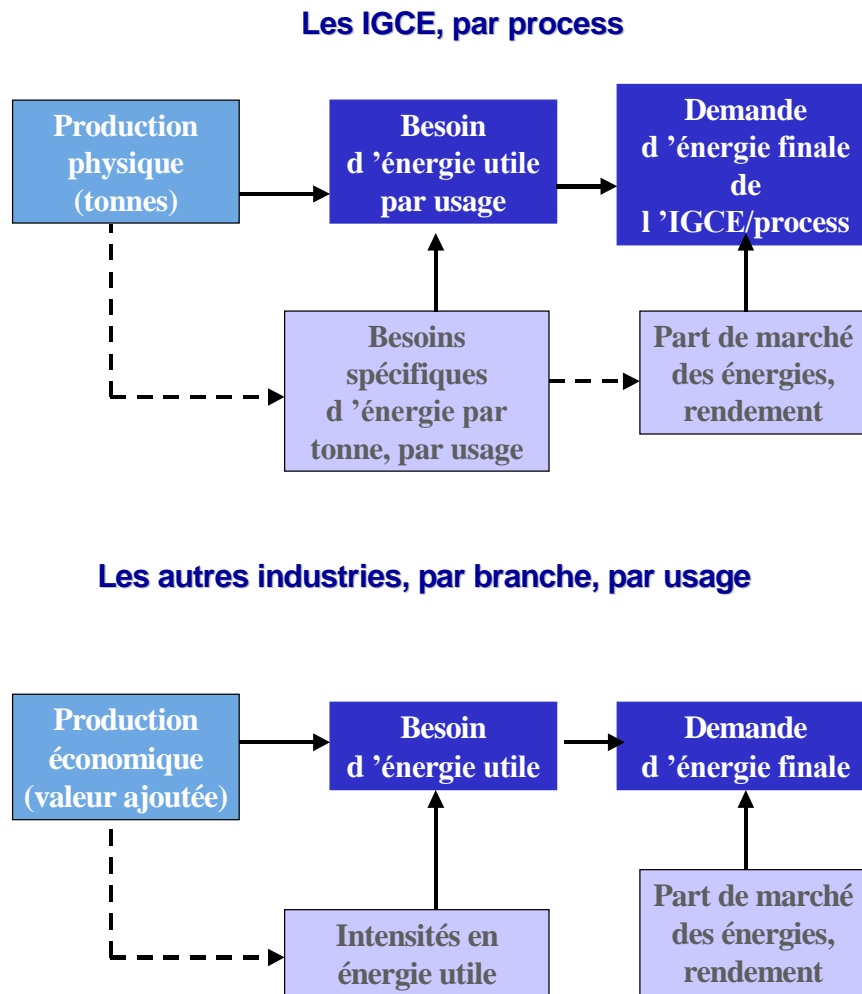 Les IGCE, par process
Production
physique
(tonnes)
Besoin
d ’énergie utile
par usage
Demande
d ’énergie finale
de
l ’IGCE/process
Besoins
spécifiques
d ’énergie par
tonne, par usage
Part de marché
des énergies,
rendement
Les autres industries, par branche, par usage
Production
économique
(valeur ajoutée)
Besoin
d ’énergie utile
Demande
d ’énergie finale
Intensités en
énergie utile
Part de marché
des énergies,
rendement